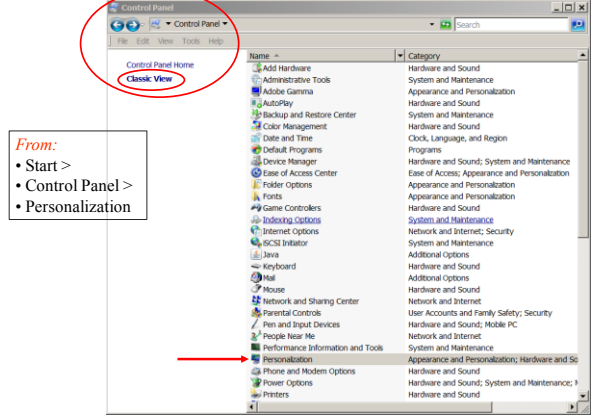 Control Panel
Control Panel
Search
File Edit View Tools Help
Control Panel Home
Classic View
From:
• Start >
• Control Panel >
• Personalization
Name Category
Add Hardware Hardware and Sound
Administrative Tools System and Maintenance
Adobe Gamma Appearance and Personalization
AutoPlay Hardware and Sound
Backup and Restore Center System and Maintenance
Color Management Hardware and Sound
Date and Time Clock, Language, and Region
Default Programs Programs
Device Manager Hardware and Sound; System and Maintenance
Ease of Access Center Ease of Access; Appearance and Personalization
Folder Options Appearance and Personalization
Fonts Appearance and Personalization
Game Controllers Hardware and Sound
Indexing Options System and Maintenance
Internet Options Network and Internet; Security
iSCSI Initiator System and Maintenance
Java Additional Options
Keyboard Hardware and Sound
Mail Additional Options
Mouse Hardware and Sound
Network and Sharing Center Network and Internet
Parental Controls User Accounts and Family Safety; Security
Pen and Input Devices Hardware and Sound; Mobile PC
People Near Me Network and Internet
Performance Information and Tools System and Maintenance
Personalization Appearance and Personalization; Hardware and So
Phone and Modem Options Hardware and Sound
Power Options Hardware and Sound; System and Maintenance; M
Printers Hardware and Sound